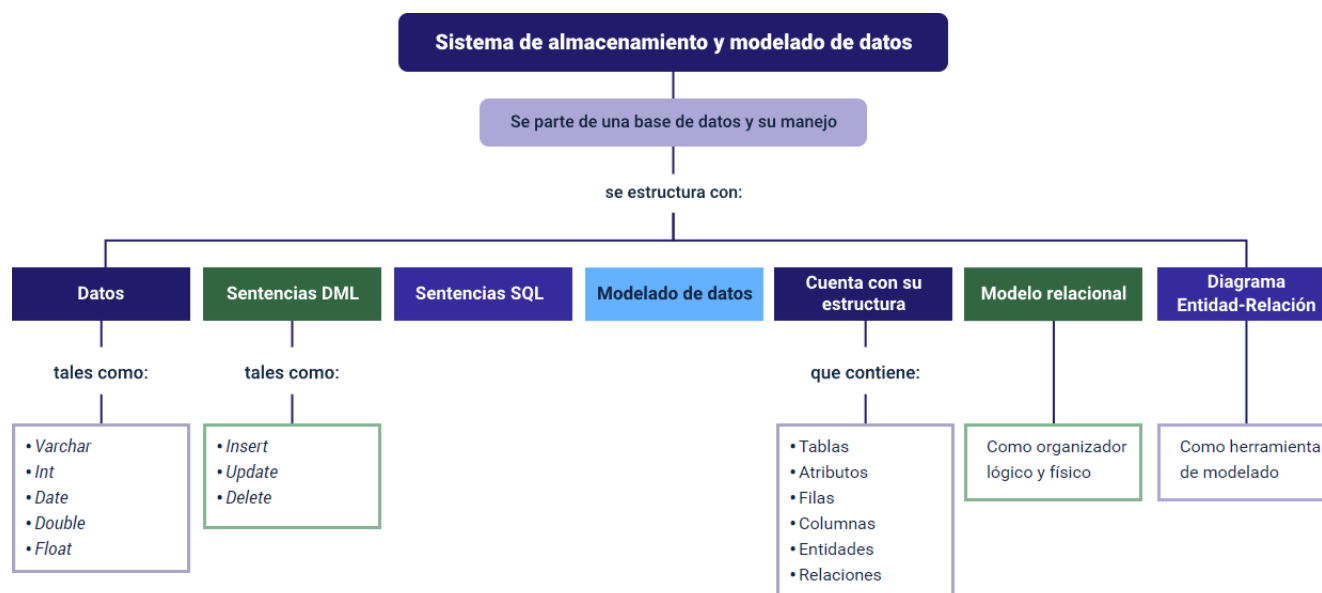 Sistema de almacenamiento y modelado de datos
Se parte de una base de datos y su manejo
se estructura con:
Datos
Sentencias DML
Sentencias SQL
Modelado de datos
Cuenta con su
estructura
Modelo relacional
Diagrama
Entidad-Relación
tales como:
tales como:
que contiene:
• Varchar
• Int
• Date
• Double
• Float
• Insert
• Update
• Delete
• Tablas
• Atributos
• Filas
• Columnas
• Entidades
• Relaciones
Como organizador
lógico y físico
Como herramienta
de modelado